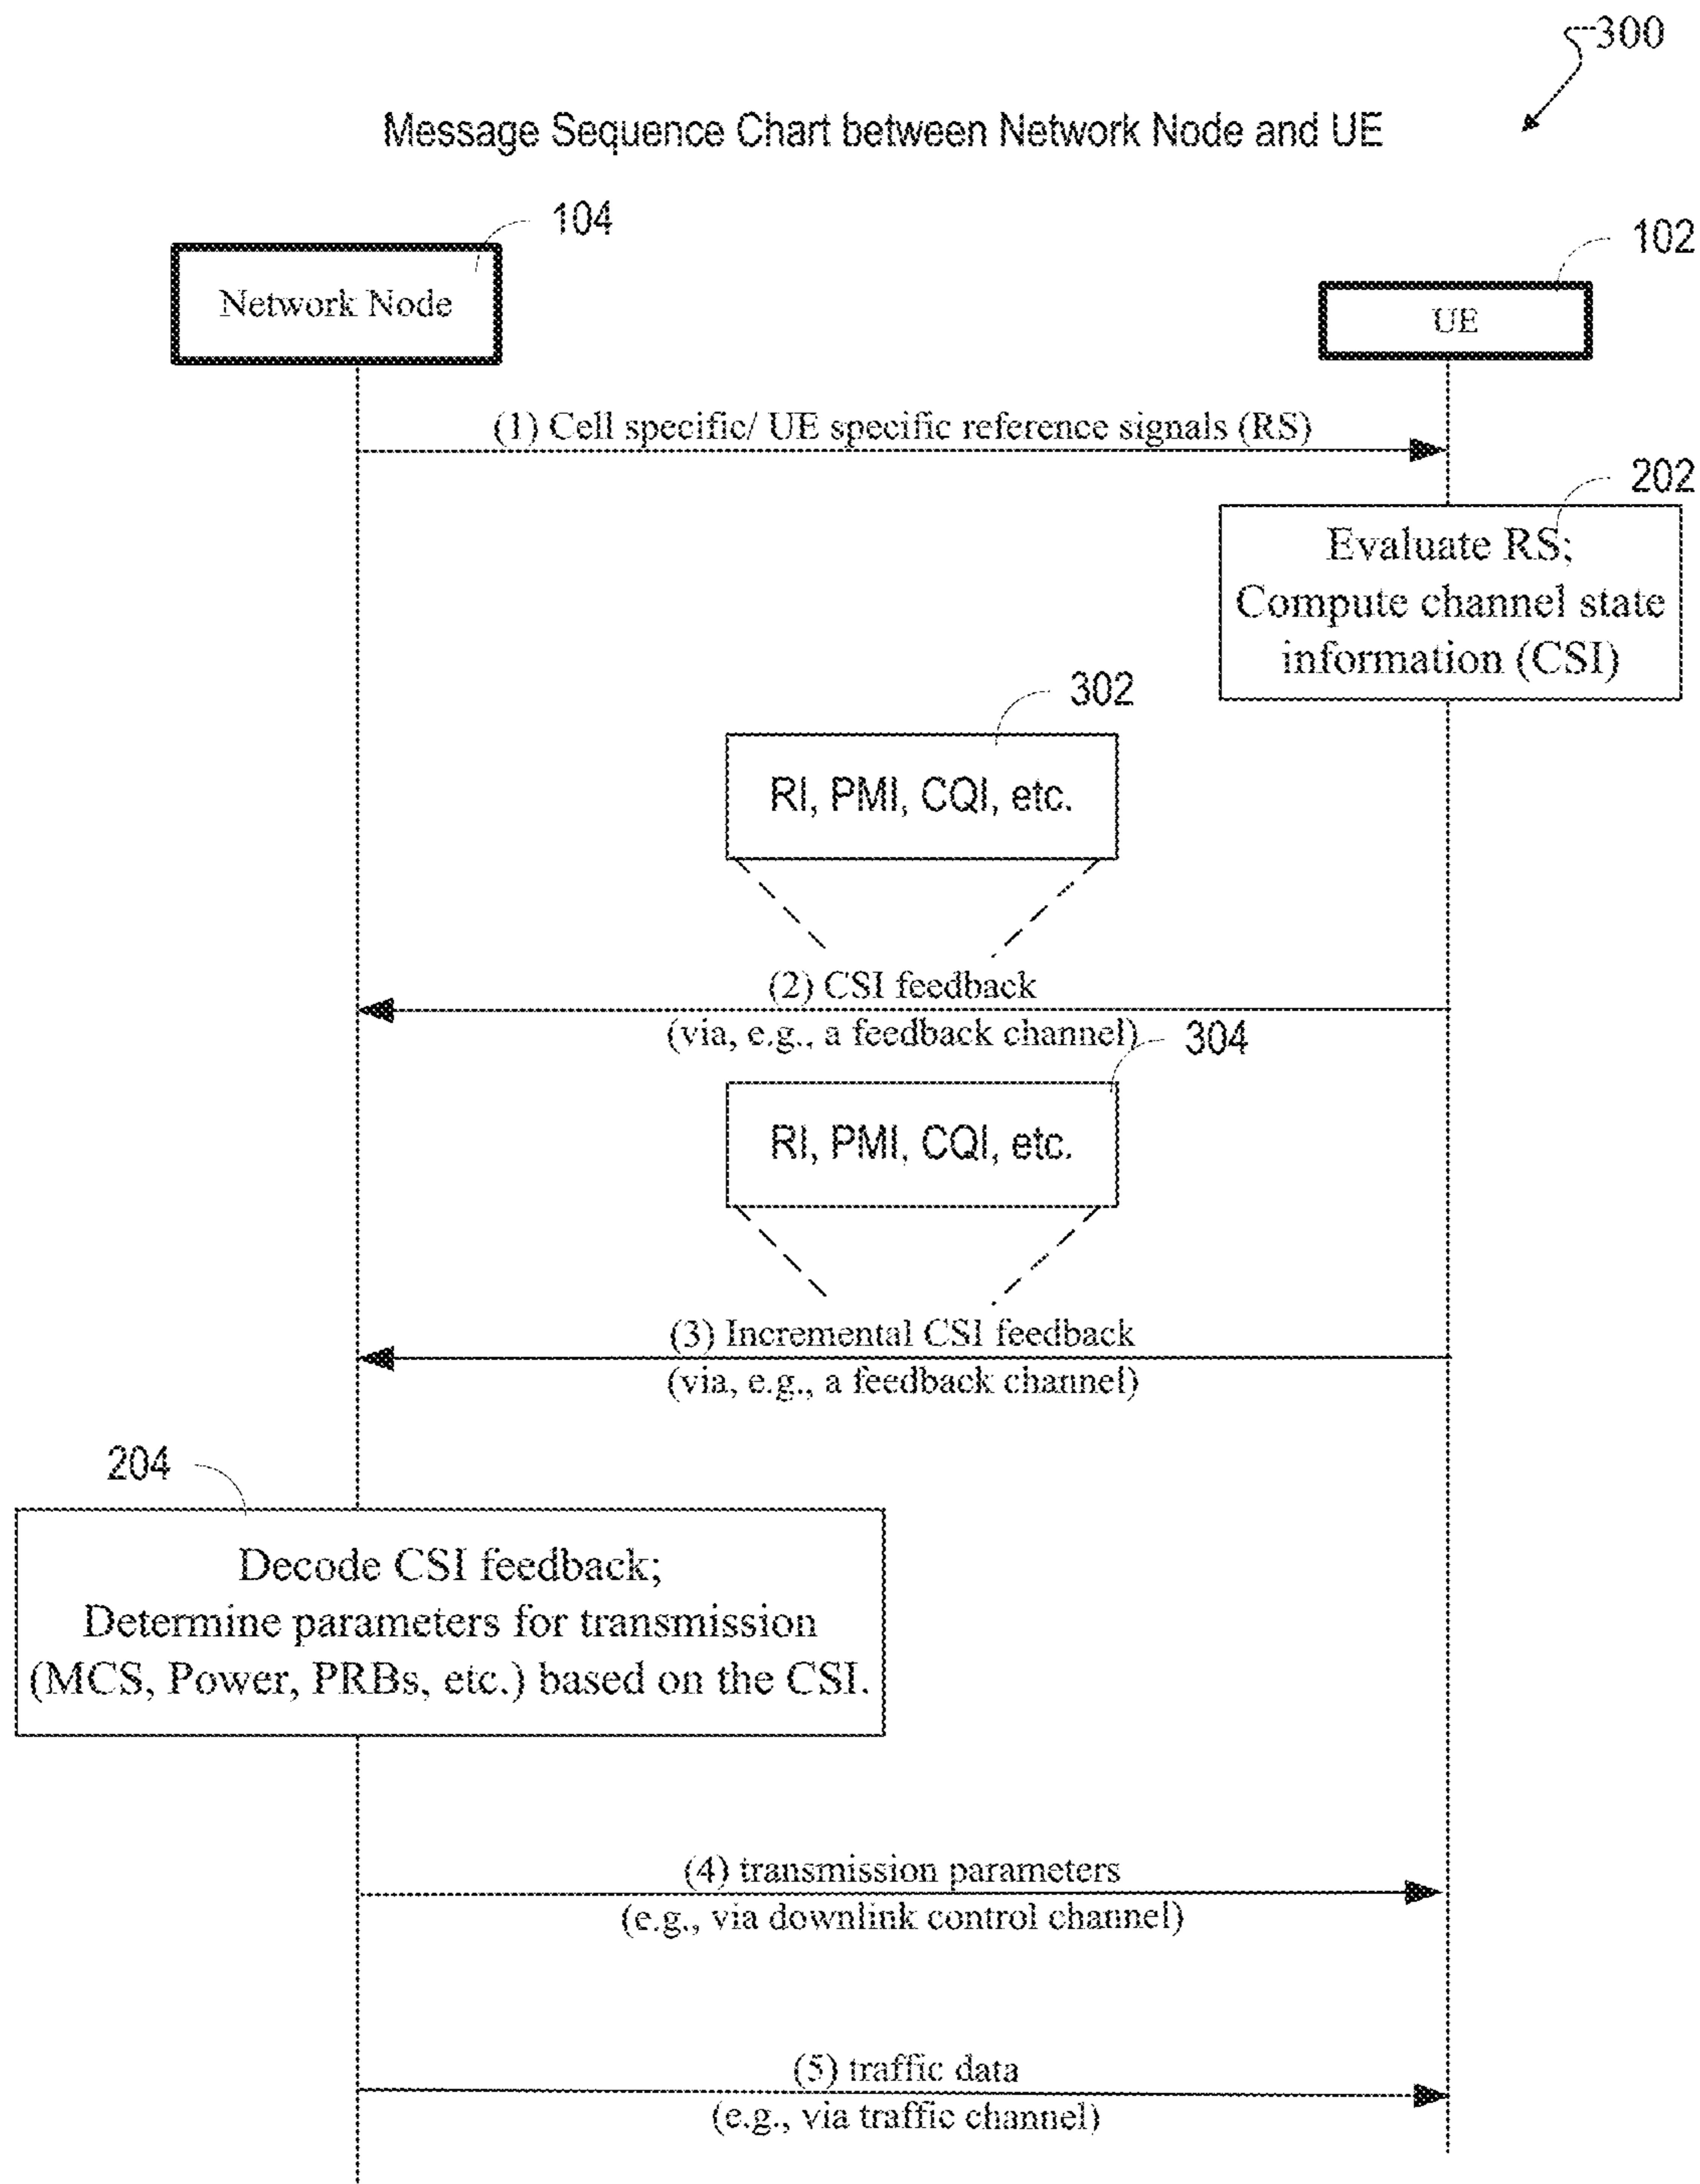 300
Message Sequence Chart between Network Node and UE
104
Network Node
102
UE
(1) Cell specific/ UE specific reference signals (RS)
202
Evaluate RS;
Compute channel state
information (CSI)
302
RI, PMI, CQI, etc.
(2) CSI feedback
(via, e.g., a feedback channel)
304
RI, PMI, CQI, etc.
(3) Incremental CSI feedback
(via, e.g., a feedback channel)
204
Decode CSI feedback;
Determine parameters for transmission
(MCS, Power, PRBs, etc.) based on the CSI.
(4) transmission parameters
(e.g., via downlink control channel)
(5) traffic data
(e.g., via traffic channel)